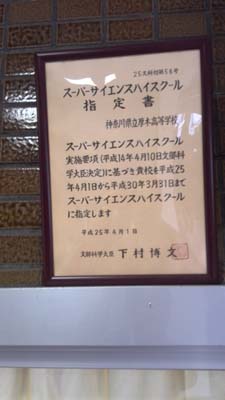 25文科初第56号
スーパーサイエンスハイスクール
指定書
神奈川県立厚木高等学校
スーパーサイエンスハイスクール
実施要項(平成14年4月10日文部科
学大臣決定)に基づき貴校を平成25
年4月1日から平成30年3月31日まで
スーパーサイエンスハイスクール
に指定します
平成25年4月1日
文部科学大臣 下村博文